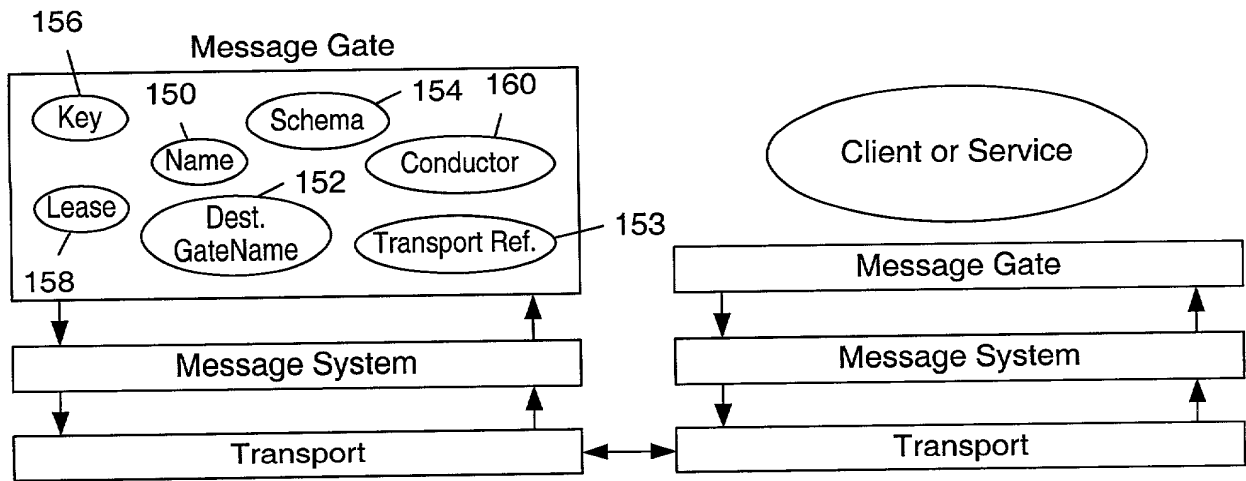 156
Message Gate
150
154
160
Key
Schema
Name
Conductor
Client or Service
152
Lease
Dest.
GateName
Transport Ref.
153
158
Message Gate
Message System
Message System
Transport
Transport